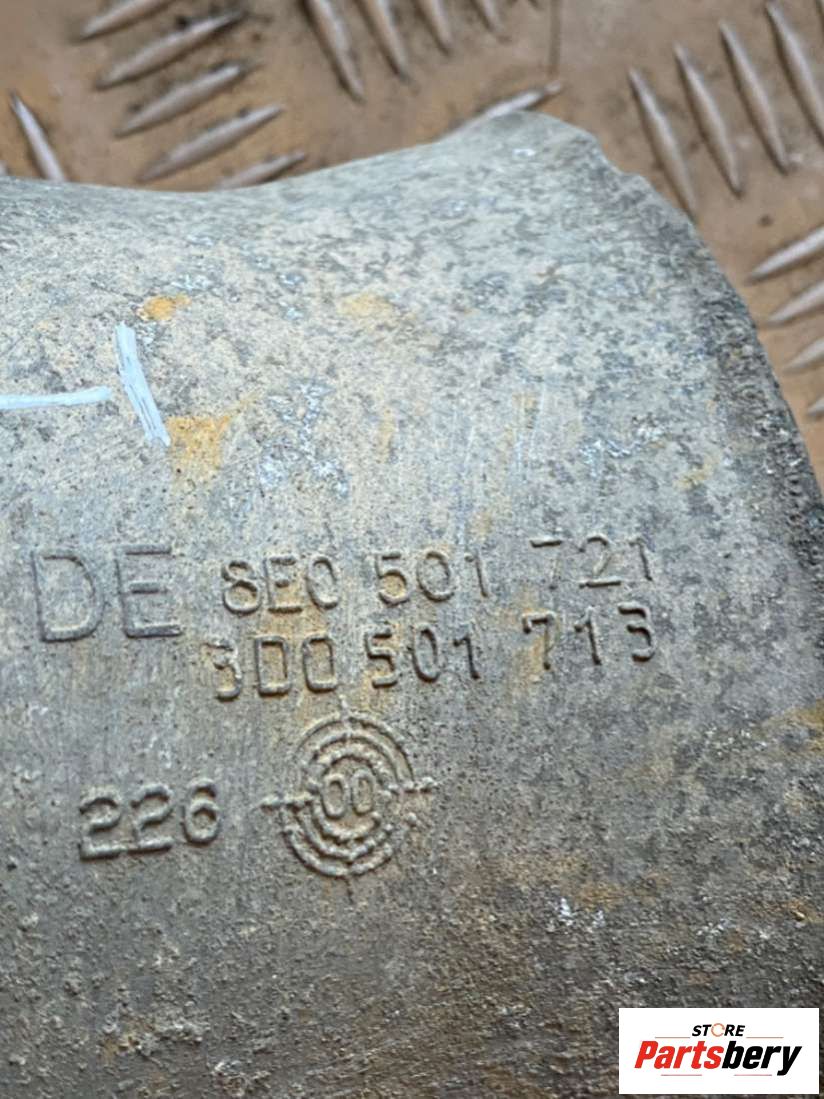 DE 8E0 501 721
3D0 501 713
226 00
STORE
Partsbery